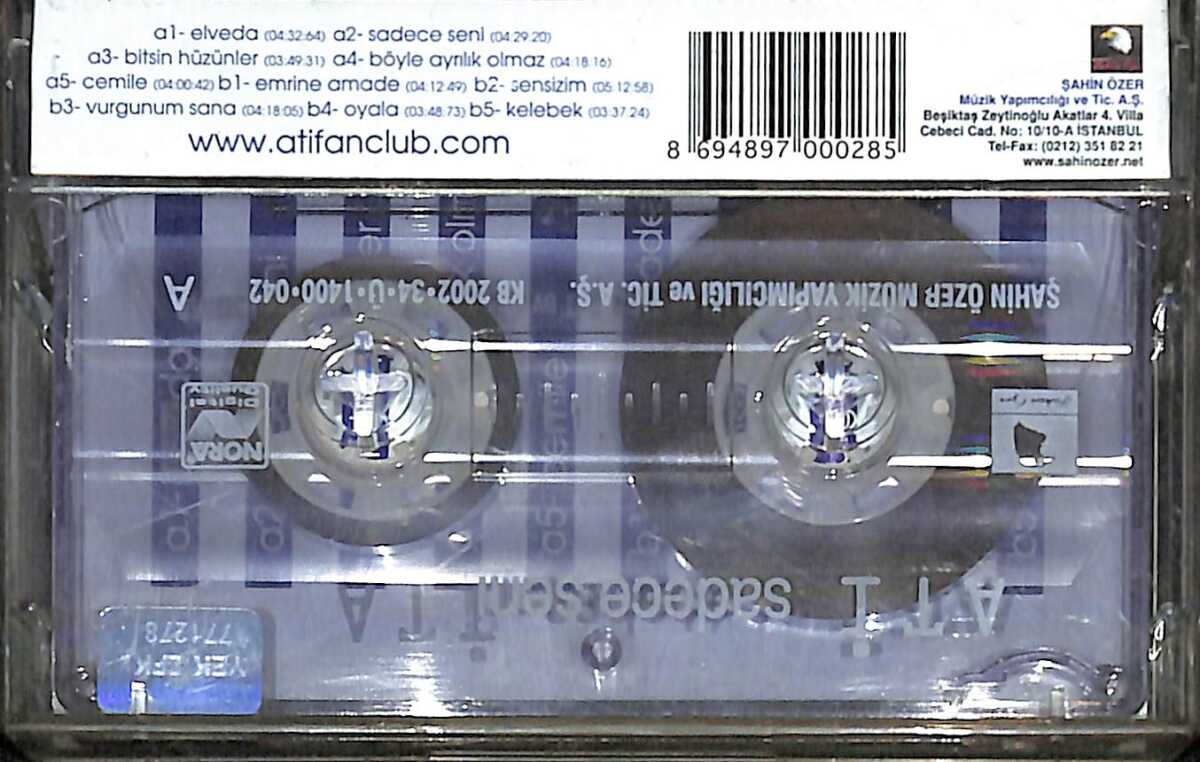 a1- elveda (04:32:64) a2- sadece seni (04:29:20)
a3- bitsin hüzünler (03:49:31) a4- böyle ayrılık olmaz (04:18:16)
a5- cemile (04:00:42) b1- emrine amade (04:12:49) b2- sensizim (05:12:58)
b3- vurgunum sana (04:18:05) b4- oyala (03:48:73) b5- kelebek (03:37:24)
www.atifanclub.com
8 694897 000285
ŞAHİN ÖZER
Müzik Yapımcılığı ve Tic. A.Ş.
Beşiktaş Zeytinoğlu Akatlar 4. Villa
Cebeci Cad. No: 10/10-A İSTANBUL
Tel-Fax: (0212) 351 82 21
www.sahinozer.net
ŞAHİN ÖZER MÜZİK YAPIMCILIĞI ve TİC. A.Ş. KB 2002·34·Ü·1400·042 A
NORA
Digital
Quality
ATİ sadece seni ATİ
771278